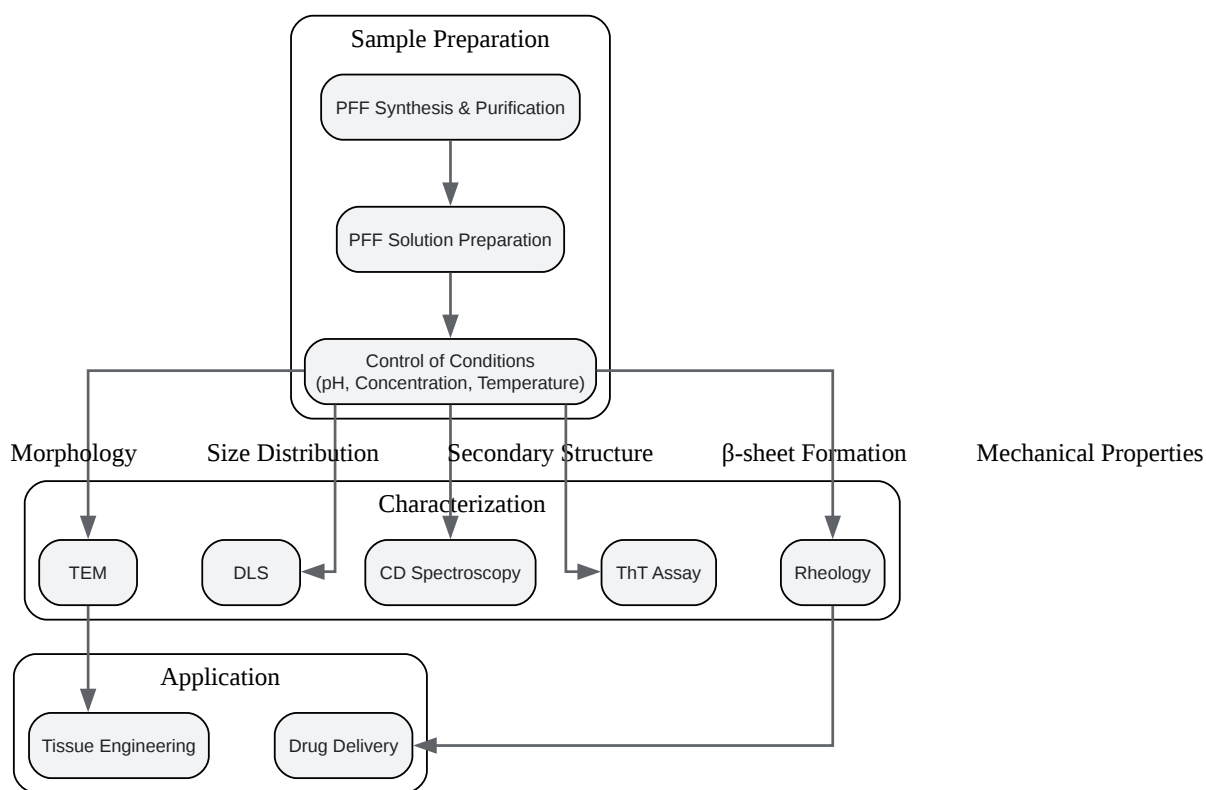 Sample Preparation
PFF Synthesis & Purification
PFF Solution Preparation
Control of Conditions
(pH, Concentration, Temperature)
Morphology
Size Distribution
Secondary Structure
β-sheet Formation
Mechanical Properties
Characterization
TEM
DLS
CD Spectroscopy
ThT Assay
Rheology
Application
Tissue Engineering
Drug Delivery